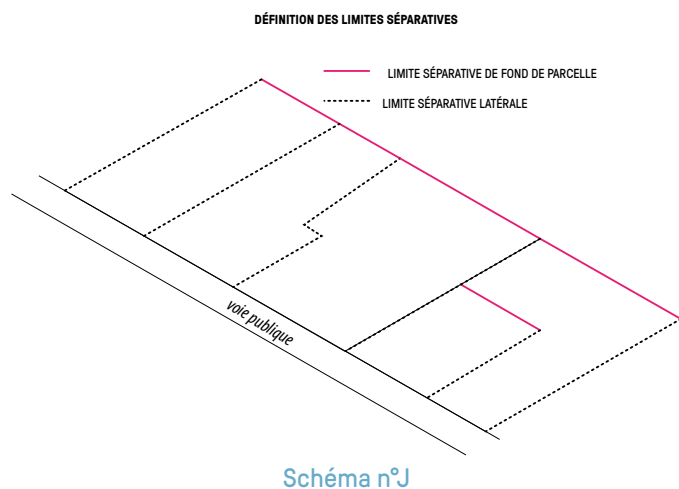 DÉFINITION DES LIMITES SÉPARATIVES
LIMITE SÉPARATIVE DE FOND DE PARCELLE
LIMITE SÉPARATIVE LATÉRALE
voie publique
Schéma n°J